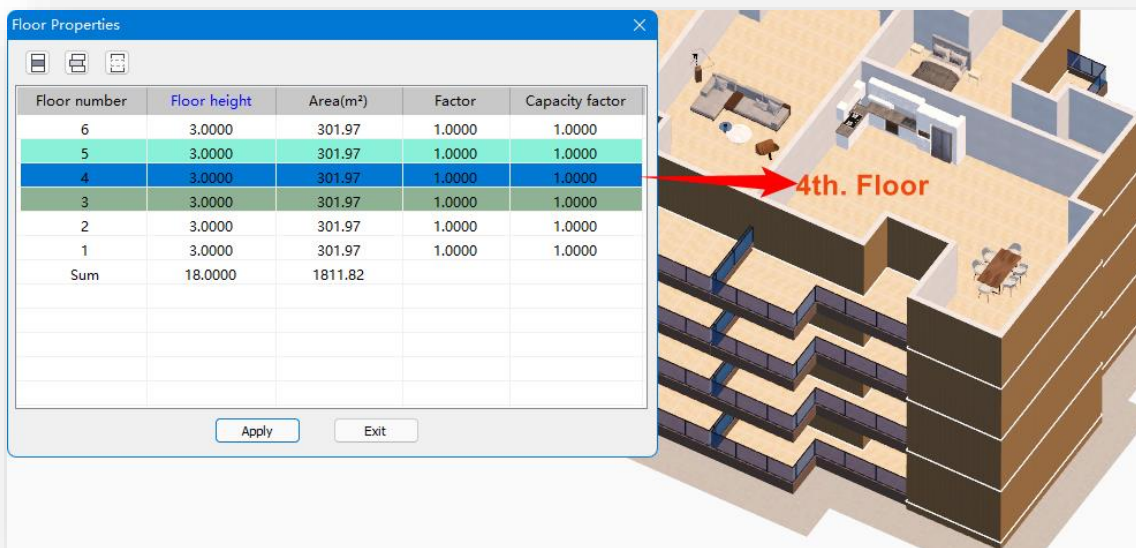 Floor Properties
Floor number Floor height Area(m²) Factor Capacity factor
6 3.0000 301.97 1.0000 1.0000
5 3.0000 301.97 1.0000 1.0000
4 3.0000 301.97 1.0000 1.0000
3 3.0000 301.97 1.0000 1.0000
2 3.0000 301.97 1.0000 1.0000
1 3.0000 301.97 1.0000 1.0000
Sum 18.0000 1811.82
Apply Exit
4th. Floor